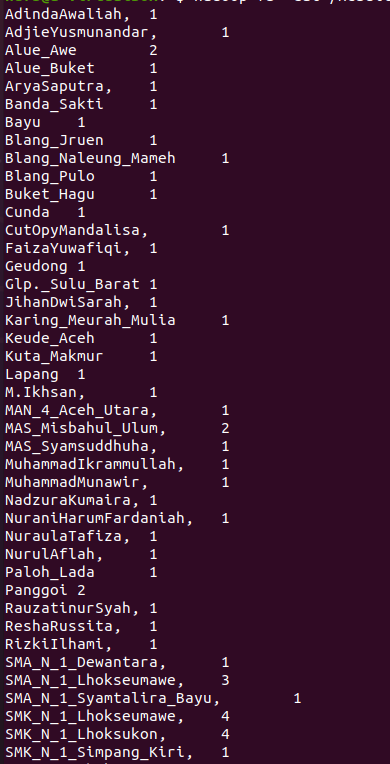 AdindaAwaliah, 1
AdjieYusmunandar, 1
Alue_Awe 2
Alue_Buket 1
AryaSaputra, 1
Banda_Sakti 1
Bayu 1
Blang_Jruen 1
Blang_Naleung_Mameh 1
Blang_Pulo 1
Buket_Hagu 1
Cunda 1
CutOpyMandalisa, 1
FaizaYuwafiqi, 1
Geudong 1
Glp._Sulu_Barat 1
JihanDwiSarah, 1
Karing_Meurah_Mulia 1
Keude_Aceh 1
Kuta_Makmur 1
Lapang 1
M.Ikhsan, 1
MAN_4_Aceh_Utara, 1
MAS_Misbahul_Ulum, 2
MAS_Syamsuddhuha, 1
MuhammadIkrammullah, 1
MuhammadMunawir, 1
NadzuraKumaira, 1
NuraniHarumFardaniah, 1
NuraulaTafiza, 1
NurulAflah, 1
Paloh_Lada 1
Panggoi 2
RauzatinurSyah, 1
ReshaRussita, 1
RizkiIlhami, 1
SMA_N_1_Dewantara, 1
SMA_N_1_Lhokseumawe, 3
SMA_N_1_Syamtalira_Bayu, 1
SMK_N_1_Lhokseumawe, 4
SMK_N_1_Lhoksukon, 4
SMK_N_1_Simpang_Kiri, 1